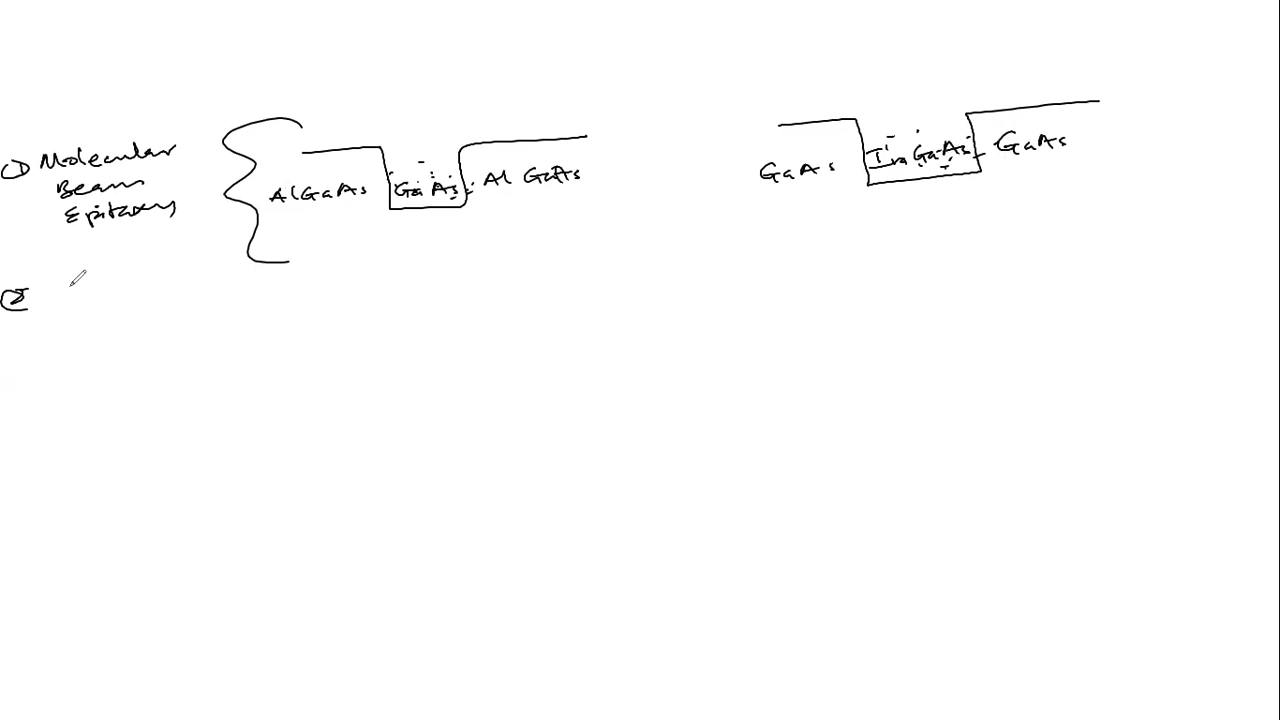 ① Molecular
Beam
Epitaxy
AlGaAs GaAs AlGaAs
GaAs InGaAs GaAs
②